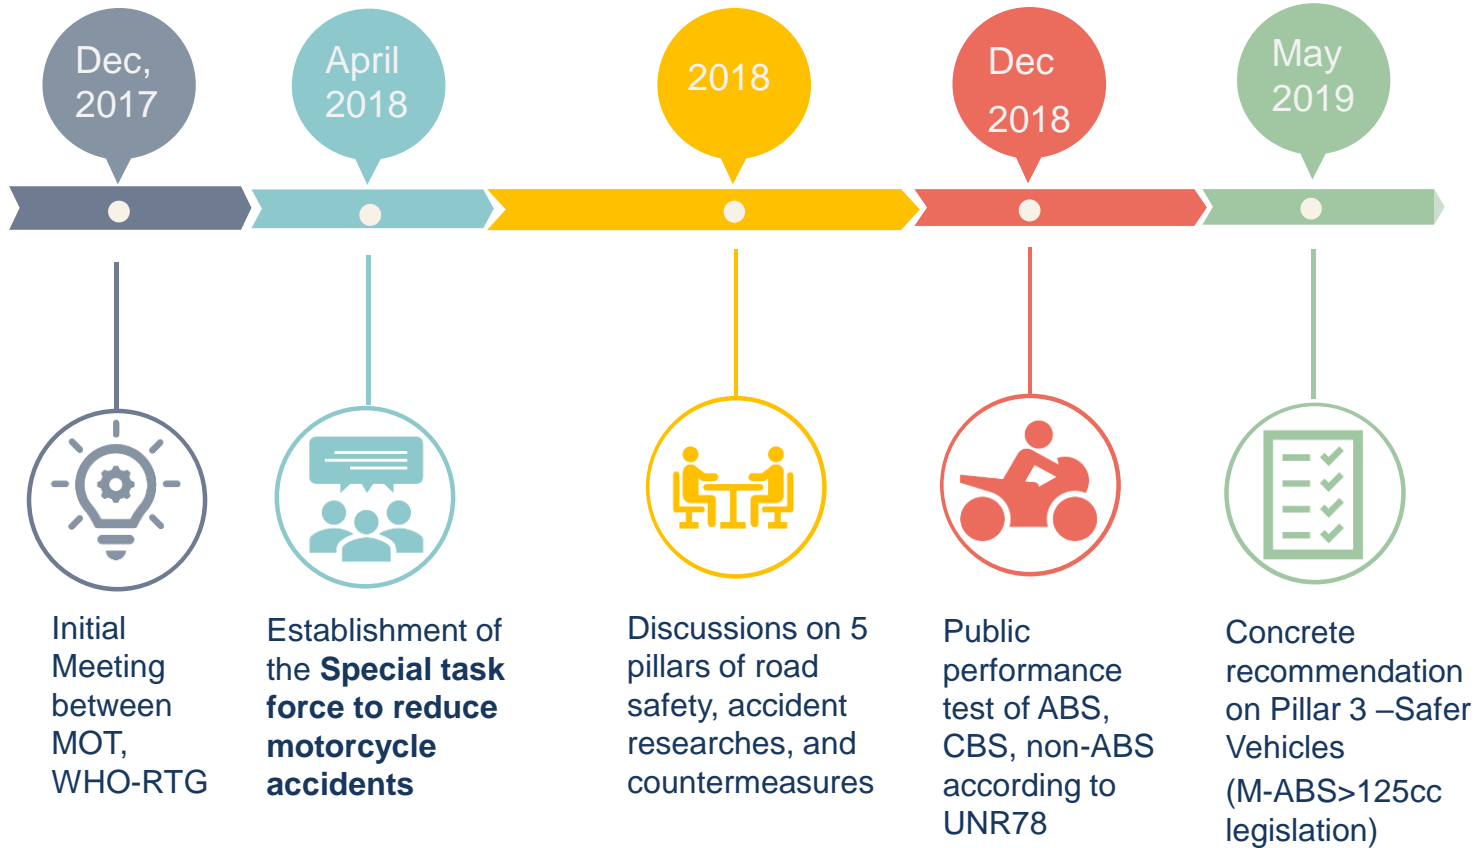 Dec,
2017
April
2018
2018
Dec
2018
May
2019
Initial
Meeting
between
MOT,
WHO-RTG
Establishment of
the Special task
force to reduce
motorcycle
accidents
Discussions on 5
pillars of road
safety, accident
researches, and
countermeasures
Public
performance
test of ABS,
CBS, non-ABS
according to
UNR78
Concrete
recommendation
on Pillar 3 –Safer
Vehicles
(M-ABS>125cc
legislation)